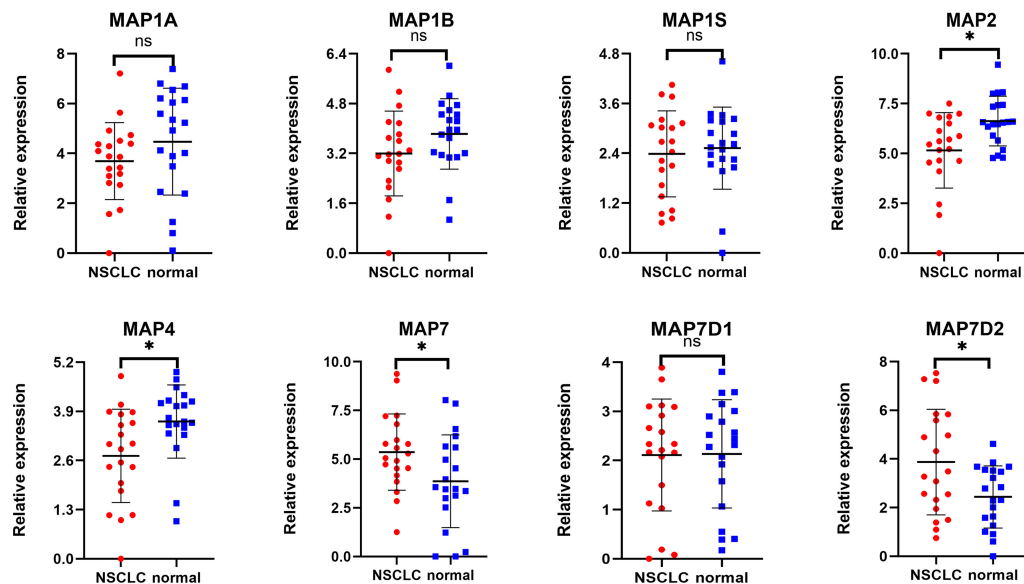 MAP1A
ns
Relative expression
8
6
4
2
0
NSCLC normal
MAP1B
ns
Relative expression
6.4
4.8
3.2
1.6
0.0
NSCLC normal
MAP1S
ns
Relative expression
4.8
3.6
2.4
1.2
0.0
NSCLC normal
MAP2
*
Relative expression
10.0
7.5
5.0
2.5
0.0
NSCLC normal
MAP4
*
Relative expression
5.2
3.9
2.6
1.3
0.0
NSCLC normal
MAP7
*
Relative expression
10.0
7.5
5.0
2.5
0.0
NSCLC normal
MAP7D1
ns
Relative expression
4
3
2
1
0
NSCLC normal
MAP7D2
*
Relative expression
8
6
4
2
0
NSCLC normal